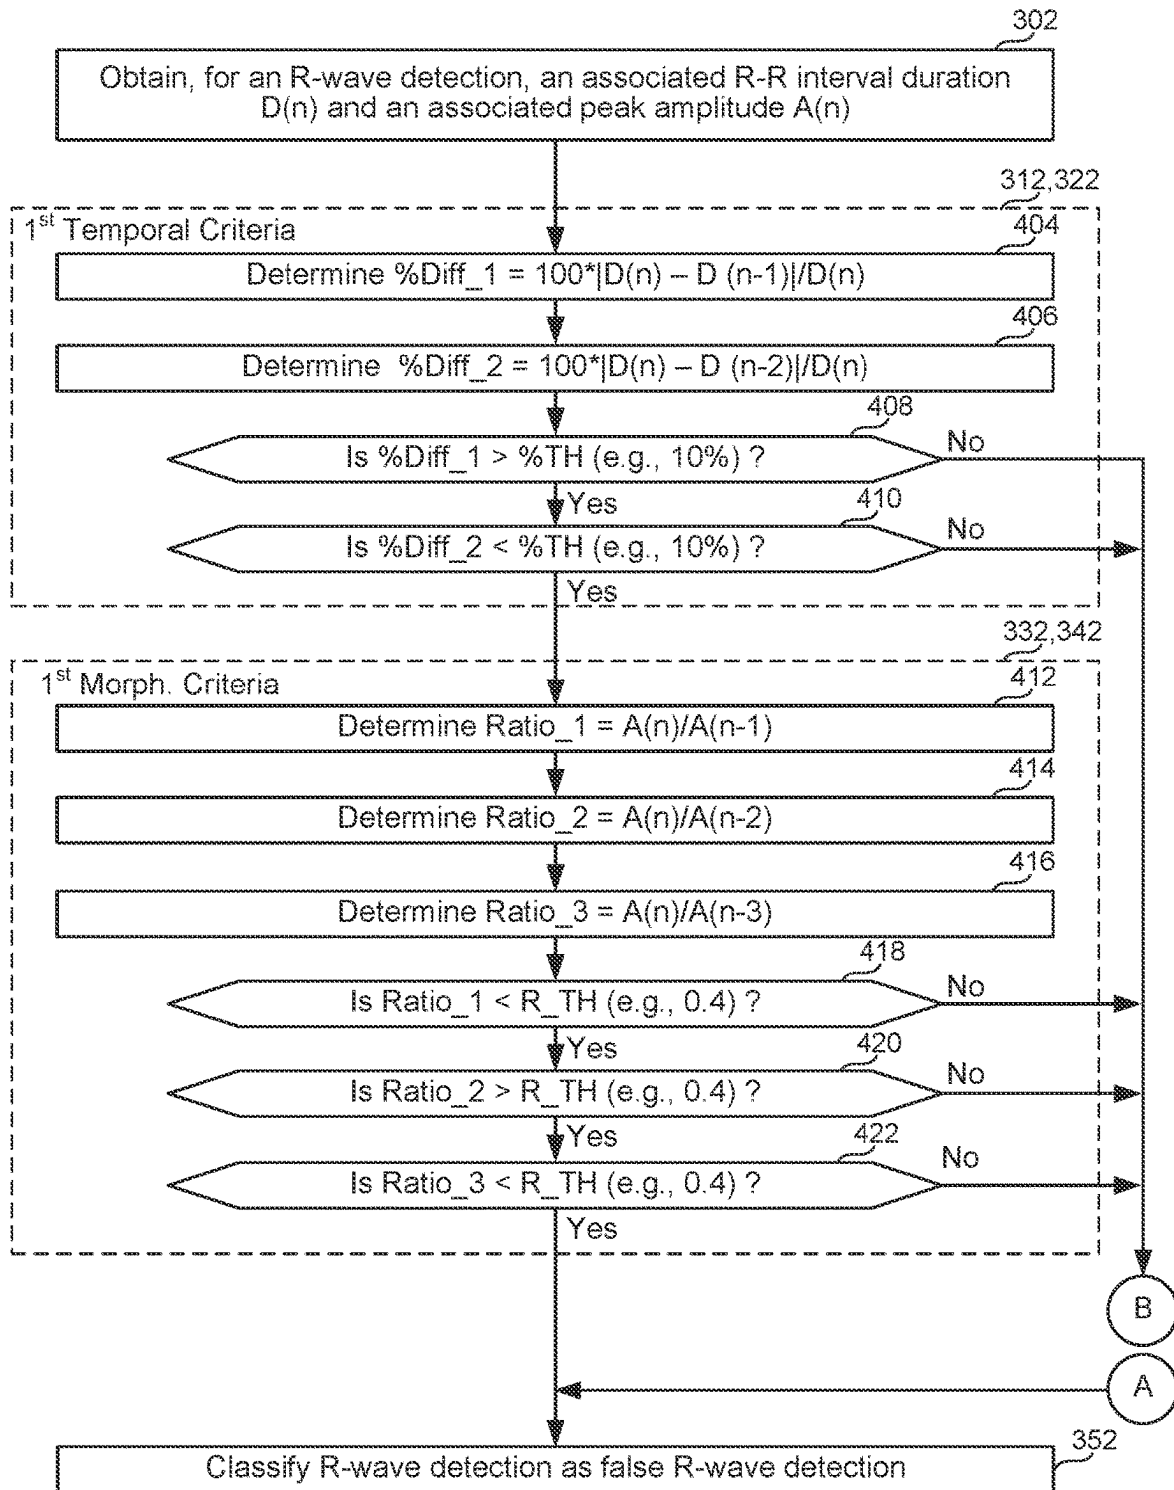 302
Obtain, for an R-wave detection, an associated R-R interval duration
D(n) and an associated peak amplitude A(n)
312,322
1st Temporal Criteria
404
Determine %Diff_1 = 100*|D(n) – D (n-1)|/D(n)
406
Determine %Diff_2 = 100*|D(n) – D (n-2)|/D(n)
408
Is %Diff_1 > %TH (e.g., 10%) ?
No
Yes
410
Is %Diff_2 < %TH (e.g., 10%) ?
No
Yes
332,342
1st Morph. Criteria
412
Determine Ratio_1 = A(n)/A(n-1)
414
Determine Ratio_2 = A(n)/A(n-2)
416
Determine Ratio_3 = A(n)/A(n-3)
418
Is Ratio_1 < R_TH (e.g., 0.4) ?
No
Yes
420
Is Ratio_2 > R_TH (e.g., 0.4) ?
No
Yes
422
Is Ratio_3 < R_TH (e.g., 0.4) ?
No
Yes
B
A
352
Classify R-wave detection as false R-wave detection